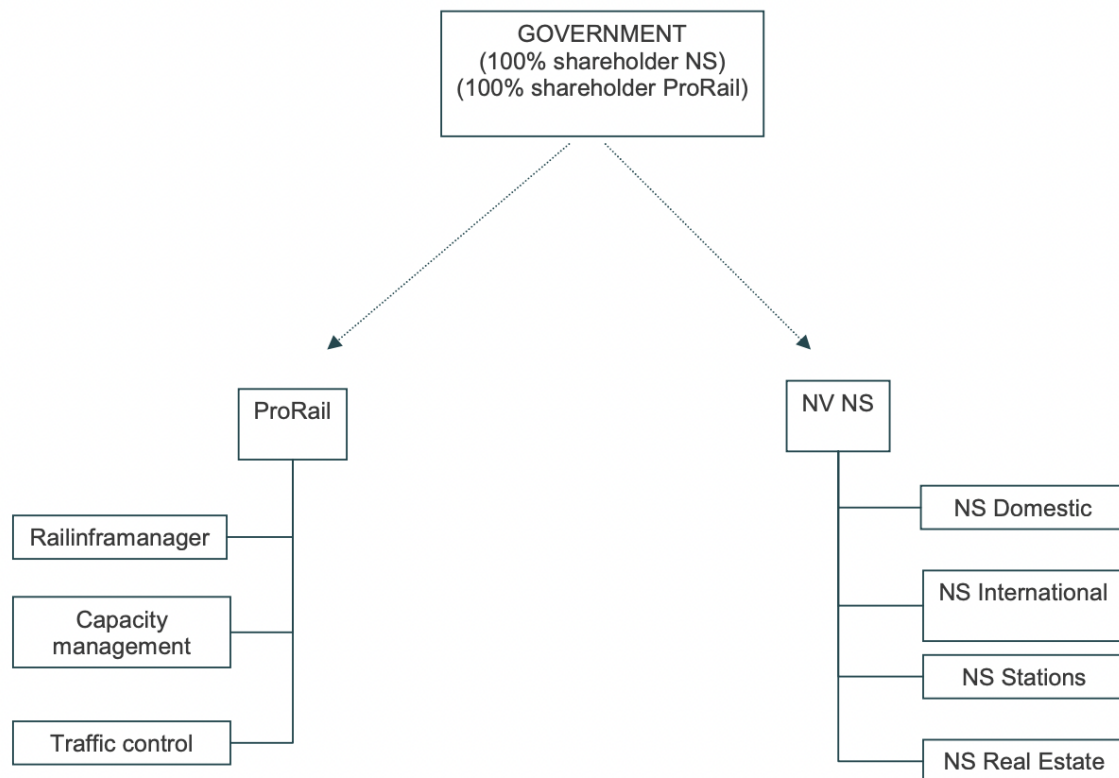 GOVERNMENT
(100% shareholder NS)
(100% shareholder ProRail)
ProRail
NV NS
Railinframanager
Capacity
management
Traffic control
NS Domestic
NS International
NS Stations
NS Real Estate